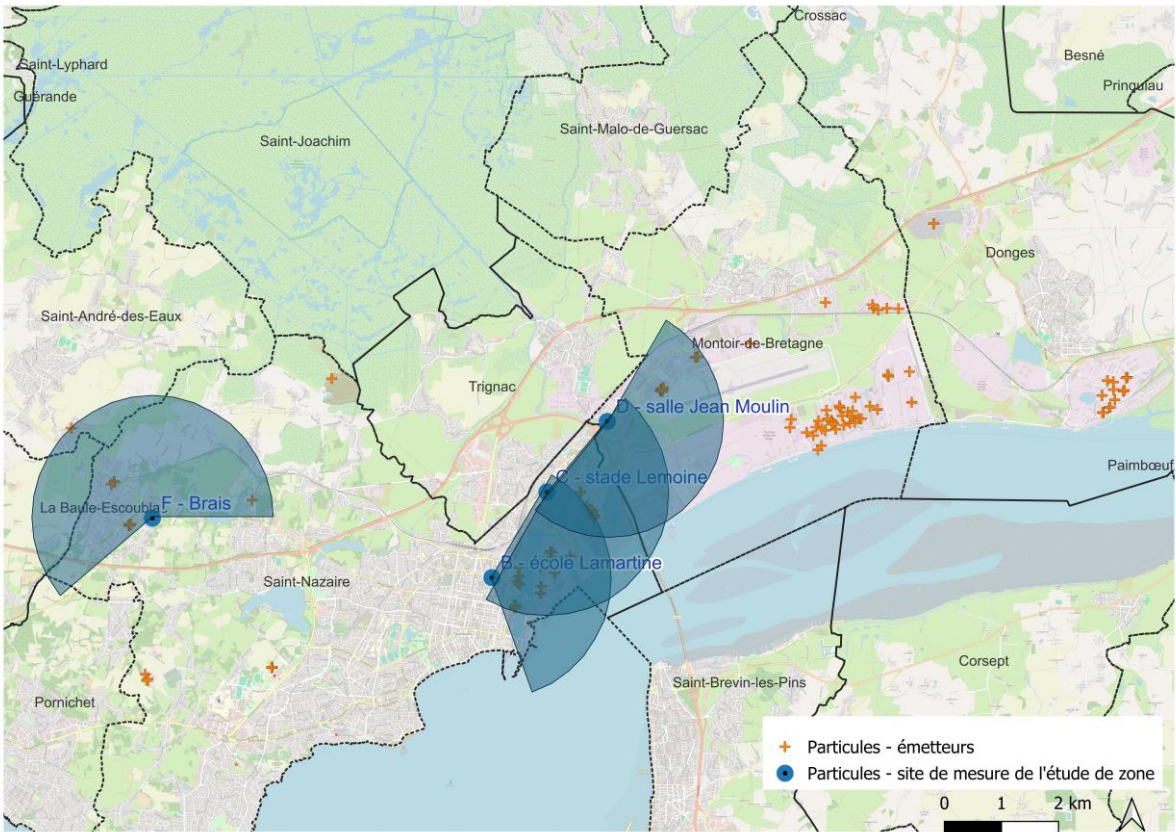 Crossac
Besné
Prinquiau
Saint-Lyphard
Guérande
Saint-Joachim
Saint-Malo-de-Guersac
Donges
Saint-André-des-Eaux
Montoir-de-Bretagne
Trignac
D - salle Jean Moulin
Paimbœuf
C - stade Lemoine
La Baule-Escoubla
F - Brais
B - école Lamartine
Saint-Nazaire
Corsept
Saint-Brevin-les-Pins
Pornichet
Particules - émetteurs
Particules - site de mesure de l'étude de zone
0 1 2 km